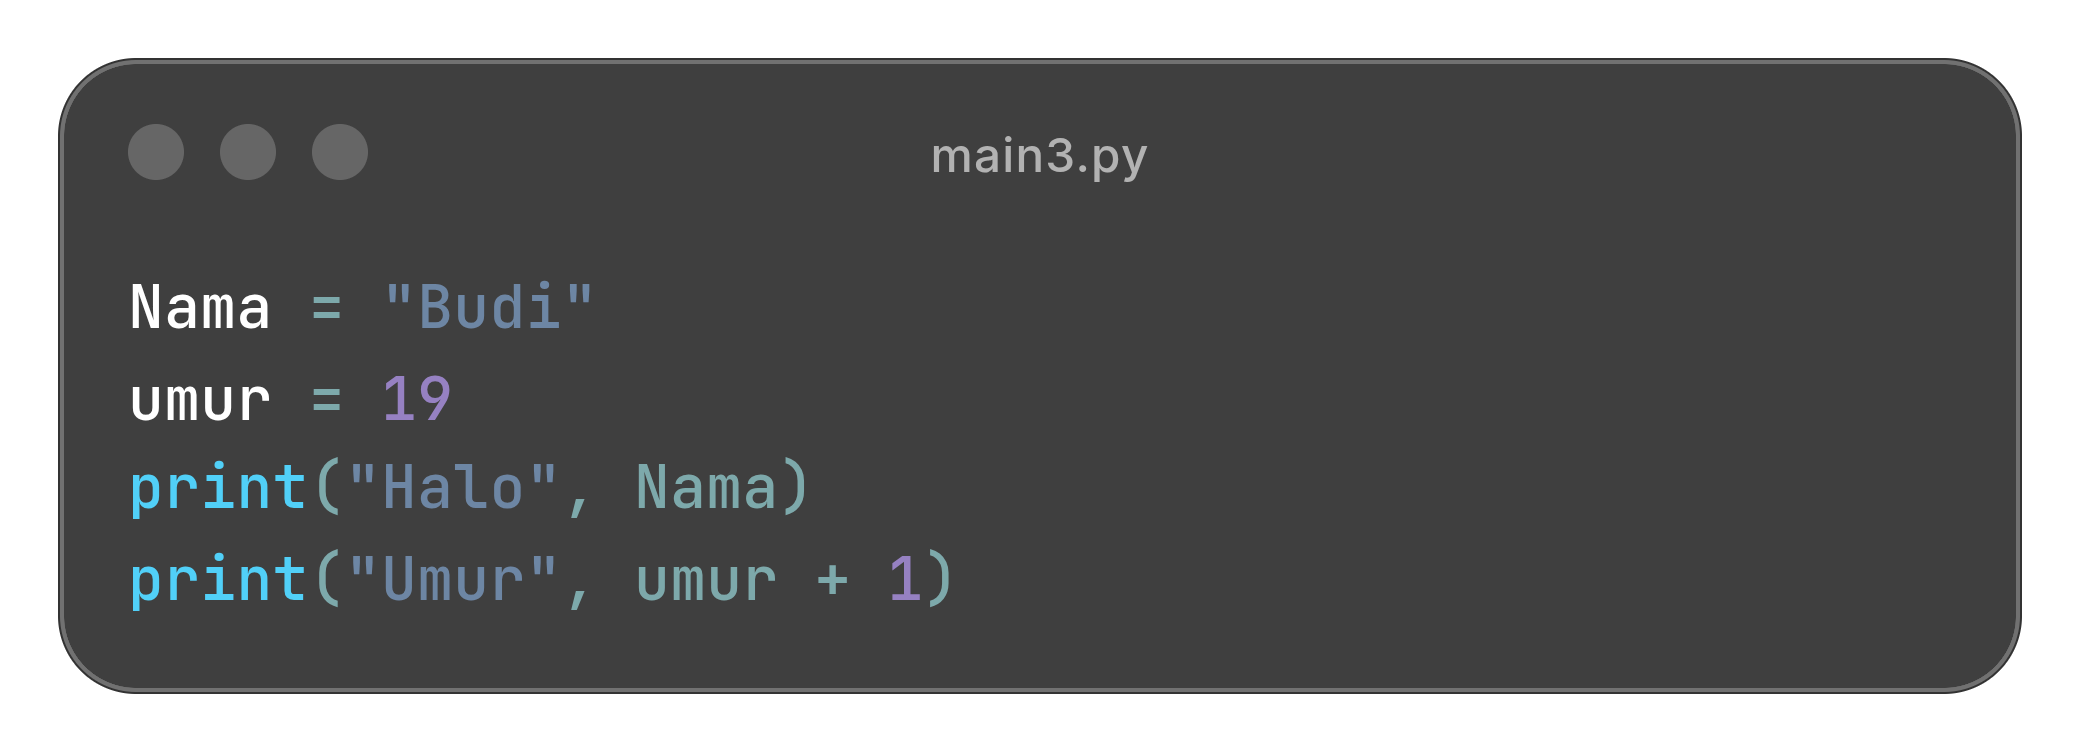 main3.py
Nama = "Budi"
umur = 19
print("Halo", Nama)
print("Umur", umur + 1)